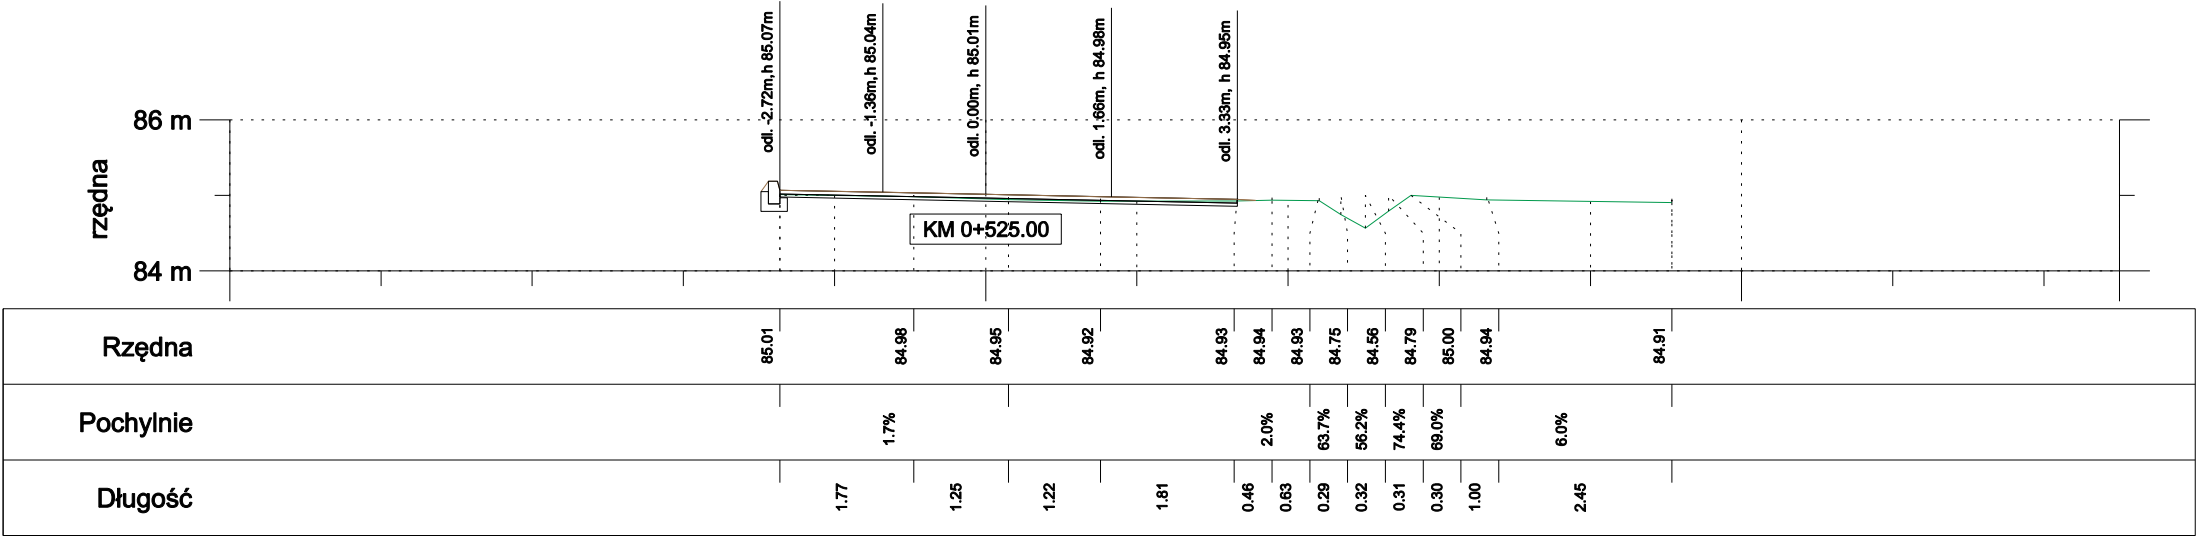 odl. -2.72m,h 85.07m
odl. -1.36m,h 85.04m
odl. 0.00m, h 85.01m
odl. 1.66m, h 84.98m
odl. 3.33m, h 84.95m
86 m
rzędna
84 m
KM 0+525.00
Rzędna
85.01
84.98
84.95
84.92
84.93
84.94
84.93
84.75
84.56
84.79
85.00
84.94
84.91
Pochylnie
1.7%
2.0%
63.7%
56.2%
74.4%
69.0%
6.0%
Długość
1.77
1.25
1.22
1.81
0.46
0.63
0.29
0.32
0.31
0.30
1.00
2.45